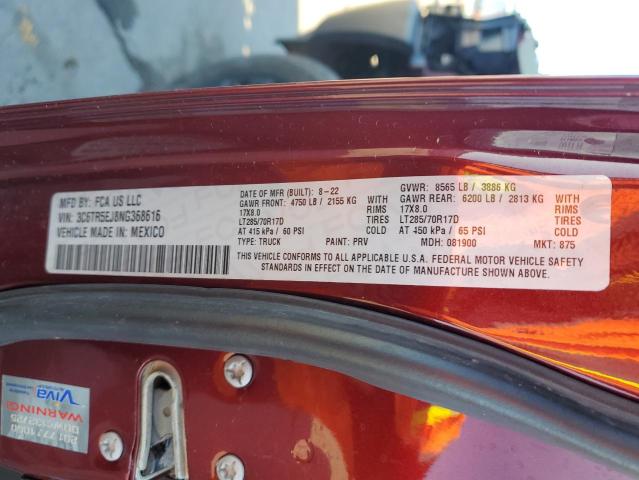 MFD BY: FCA US LLC
VIN: 3C6TR5EJ8NG368616
VEHICLE MADE IN: MEXICO
DATE OF MFR (BUILT): 8-22
GAWR FRONT: 4750 LB / 2155 KG
17X8.0 RIMS
LT285/70R17D TIRES
AT 415 kPa / 60 PSI COLD
TYPE: TRUCK PAINT: PRV
GVWR: 8565 LB / 3886 KG
GAWR REAR: 6200 LB / 2813 KG
17X8.0 RIMS
LT285/70R17D TIRES
AT 450 kPa / 65 PSI COLD
MDH: 081900 MKT: 875
THIS VEHICLE CONFORMS TO ALL APPLICABLE U.S.A. FEDERAL MOTOR VEHICLE SAFETY
STANDARDS IN EFFECT ON THE DATE OF MANUFACTURE SHOWN ABOVE.
Viva
WARNING